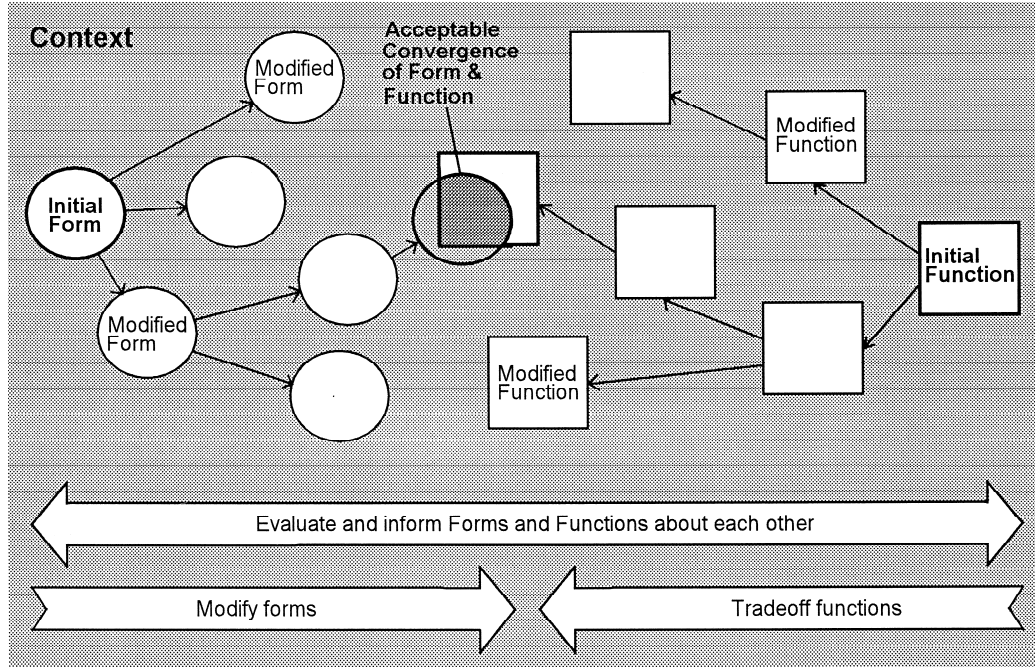 Context
Acceptable
Convergence
of Form &
Function
Modified
Form
Modified
Function
Initial
Form
Initial
Function
Modified
Form
Modified
Function
Evaluate and inform Forms and Functions about each other
Modify forms
Tradeoff functions